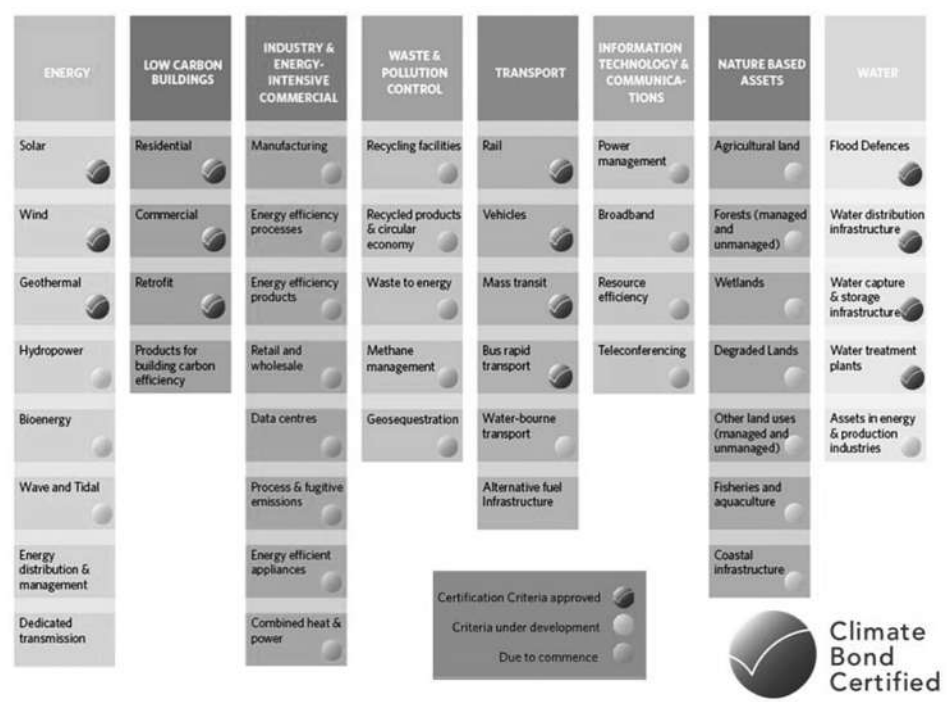 ENERGY
Solar
Wind
Geothermal
Hydropower
Bioenergy
Wave and Tidal
Energy
distribution &
management
Dedicated
transmission
LOW CARBON
BUILDINGS
Residential
Commercial
Retrofit
Products for
building carbon
efficiency
INDUSTRY &
ENERGY-
INTENSIVE
COMMERCIAL
Manufacturing
Energy efficiency
processes
Energy efficiency
products
Retail and
wholesale
Data centres
Process & fugitive
emissions
Energy efficient
appliances
Combined heat &
power
WASTE &
POLLUTION
CONTROL
Recycling facilities
Recycled products
& circular
economy
Waste to energy
Methane
management
Geosequestration
TRANSPORT
Rail
Vehicles
Mass transit
Bus rapid
transport
Water-bourne
transport
Alternative fuel
Infrastructure
INFORMATION
TECHNOLOGY &
COMMUNICA-
TIONS
Power
management
Broadband
Resource
efficiency
Teleconferencing
NATURE BASED
ASSETS
Agricultural land
Forests (managed
and
unmanaged)
Wetlands
Degraded Lands
Other land uses
(managed and
unmanaged)
Fisheries and
aquaculture
Coastal
infrastructure
WATER
Flood Defences
Water distribution
infrastructure
Water capture
& storage
infrastructure
Water treatment
plants
Assets in energy
& production
industries
Certification Criteria approved
Criteria under development
Due to commence
Climate
Bond
Certified